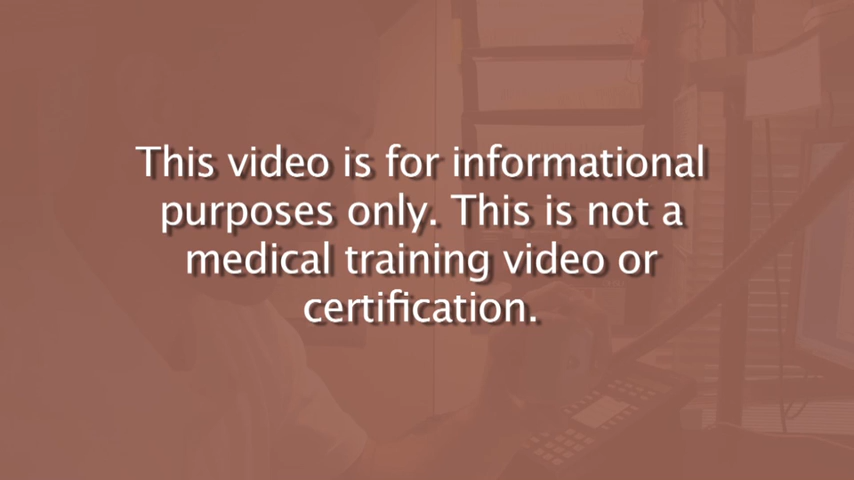 This video is for informational
purposes only. This is not a
medical training video or
certification.